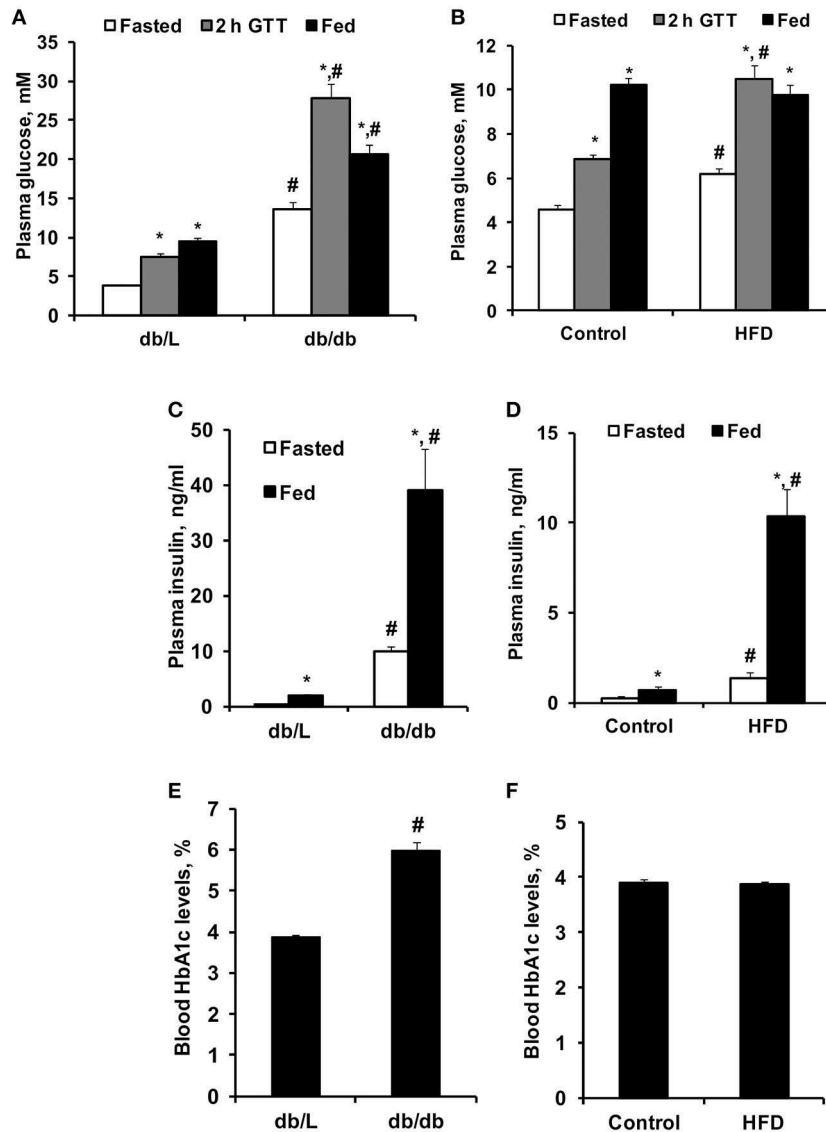 A
Fasted 2 h GTT Fed
Plasma glucose, mM
35
30
25
20
15
10
5
0
* * # *,# *,#
db/L db/db
B
Fasted 2 h GTT Fed
Plasma glucose, mM
12
10
8
6
4
2
0
* * # *, # *
Control HFD
C
Fasted
Fed
Plasma insulin, ng/ml
50
40
30
20
10
0
* # *, #
db/L db/db
D
Fasted Fed
Plasma insulin, ng/ml
15
10
5
0
* # *, #
Control HFD
E
Blood HbA1c levels, %
7
6
5
4
3
2
1
0
#
db/L db/db
F
Blood HbA1c levels, %
5
4
3
2
1
0
Control HFD